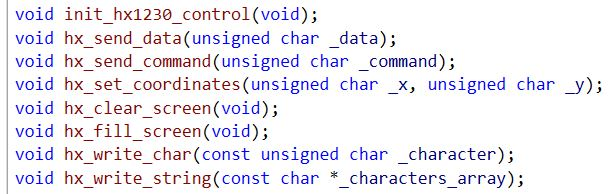 void init_hx1230_control(void);
void hx_send_data(unsigned char _data);
void hx_send_command(unsigned char _command);
void hx_set_coordinates(unsigned char _x, unsigned char _y);
void hx_clear_screen(void);
void hx_fill_screen(void);
void hx_write_char(const unsigned char _character);
void hx_write_string(const char *_characters_array);